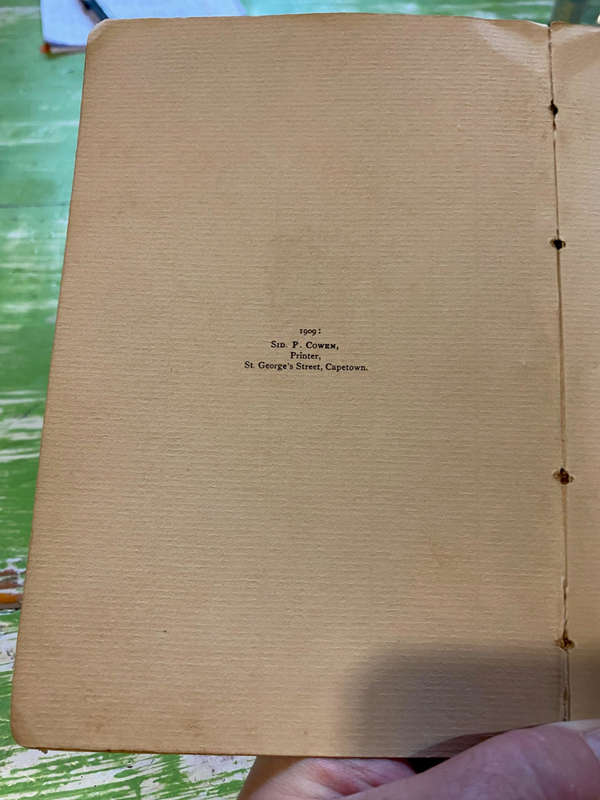 1909:
Sid. P. Cowen,
Printer,
St. George's Street, Capetown.